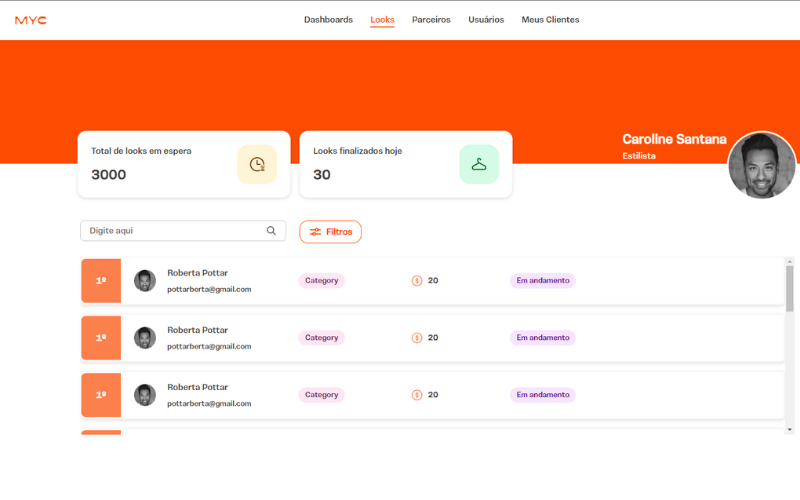 MYC
Dashboards Looks Parceiros Usuários Meus Clientes
Total de looks em espera
3000
Looks finalizados hoje
30
Caroline Santana
Estilista
Digite aqui
Filtros
1º Roberta Pottar
pottarberta@gmail.com
Category
20
Em andamento
1º Roberta Pottar
pottarberta@gmail.com
Category
20
Em andamento
1º Roberta Pottar
pottarberta@gmail.com
Category
20
Em andamento